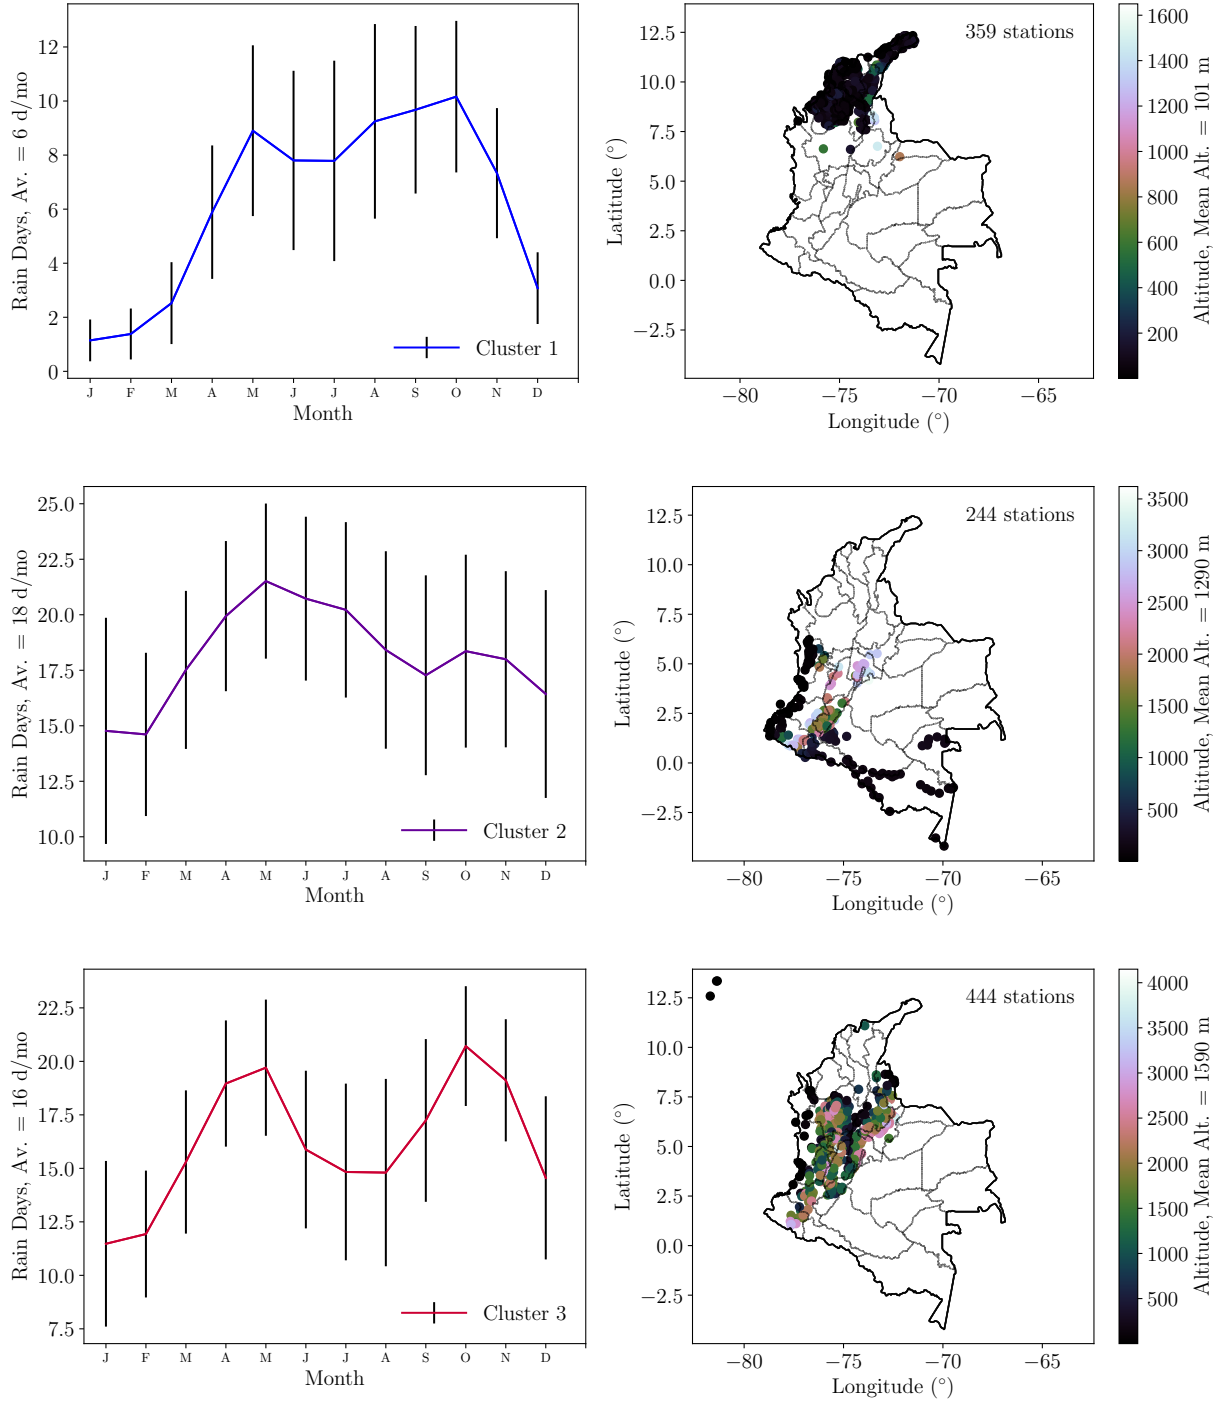 12
10
8
6
4
2
0
Rain Days, Av. = 6 d/mo
J F M A M J J A S O N D
Month
Cluster 1
359 stations
12.5
10.0
7.5
5.0
2.5
0.0
−2.5
Latitude (°)
−80 −75 −70 −65
Longitude (°)
1600
1400
1200
1000
800
600
400
200
Altitude, Mean Alt. = 101 m
25.0
22.5
20.0
17.5
15.0
12.5
10.0
Rain Days, Av. = 18 d/mo
J F M A M J J A S O N D
Month
Cluster 2
244 stations
12.5
10.0
7.5
5.0
2.5
0.0
−2.5
Latitude (°)
−80 −75 −70 −65
Longitude (°)
3500
3000
2500
2000
1500
1000
500
Altitude, Mean Alt. = 1290 m
22.5
20.0
17.5
15.0
12.5
10.0
7.5
Rain Days, Av. = 16 d/mo
J F M A M J J A S O N D
Month
Cluster 3
444 stations
12.5
10.0
7.5
5.0
2.5
0.0
−2.5
Latitude (°)
−80 −75 −70 −65
Longitude (°)
4000
3500
3000
2500
2000
1500
1000
500
Altitude, Mean Alt. = 1590 m